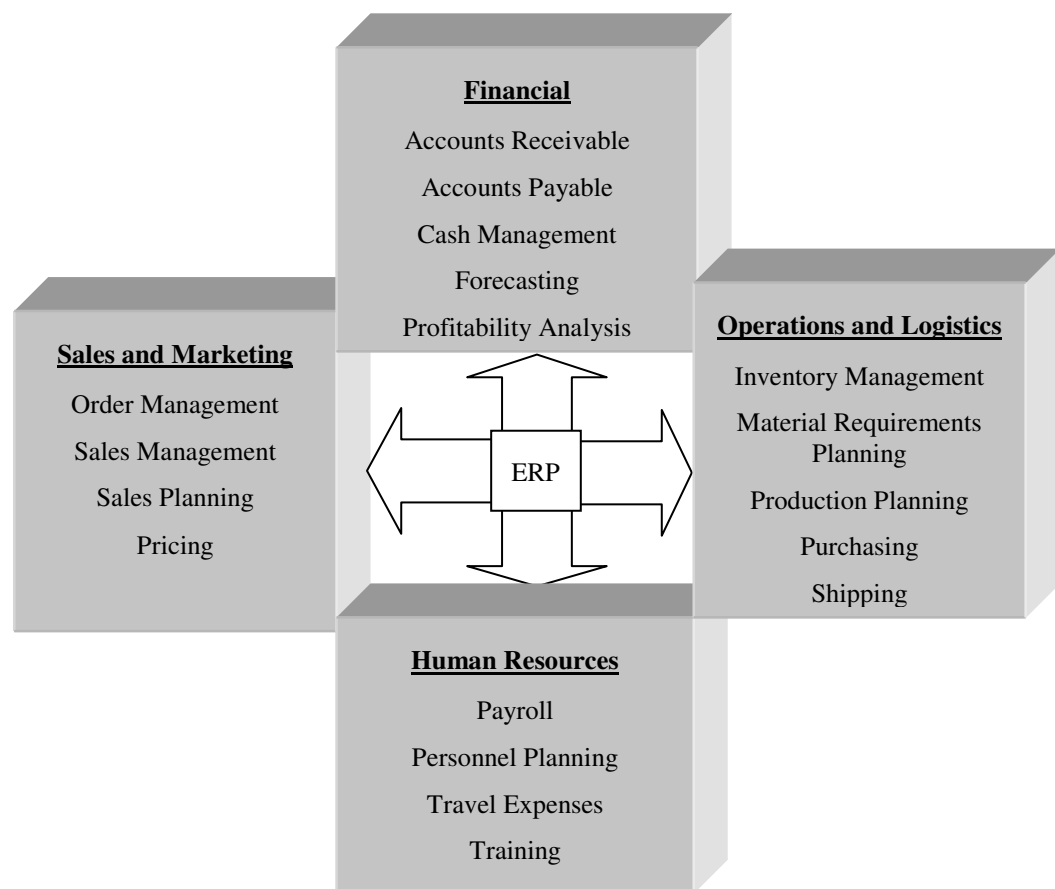 Financial
Accounts Receivable
Accounts Payable
Cash Management
Forecasting
Profitability Analysis
Sales and Marketing
Order Management
Sales Management
Sales Planning
Pricing
ERP
Operations and Logistics
Inventory Management
Material Requirements
Planning
Production Planning
Purchasing
Shipping
Human Resources
Payroll
Personnel Planning
Travel Expenses
Training